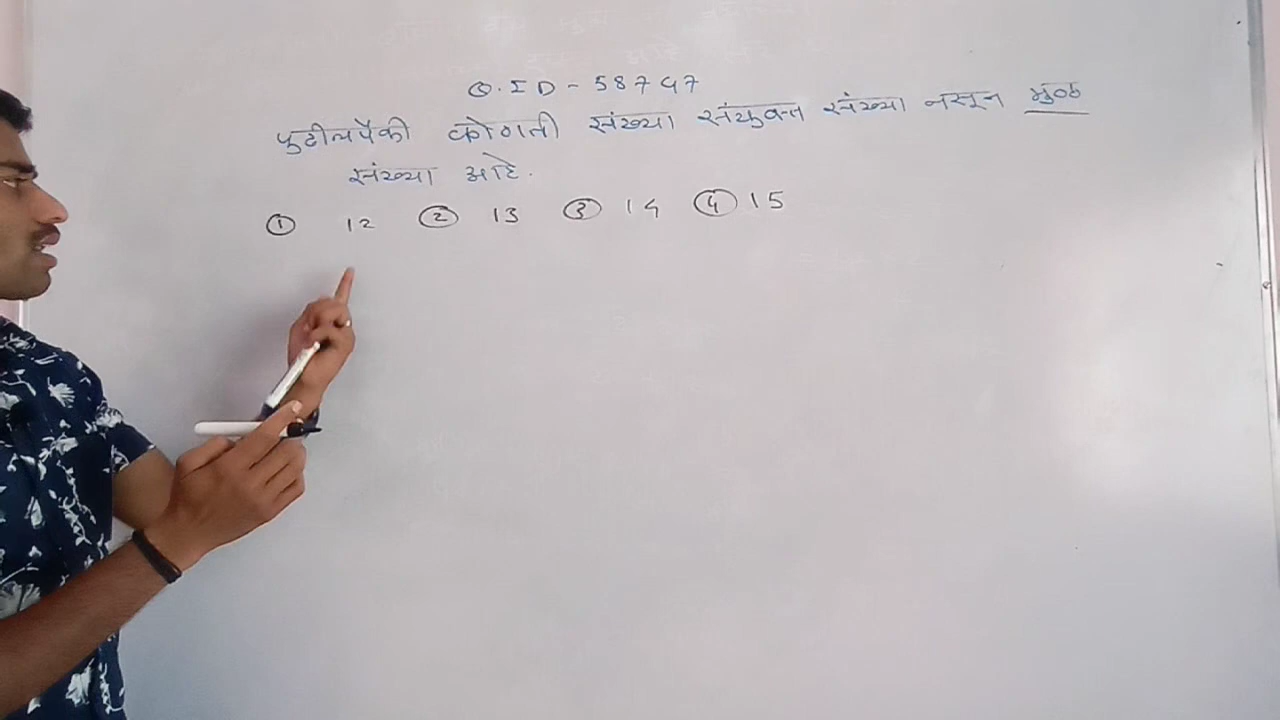 Q.ID - 58747
पुढीलपैकी कोणती संख्या संयुक्त संख्या नसून मुळ
संख्या आहे.
① 12 ② 13 ③ 14 ④ 15